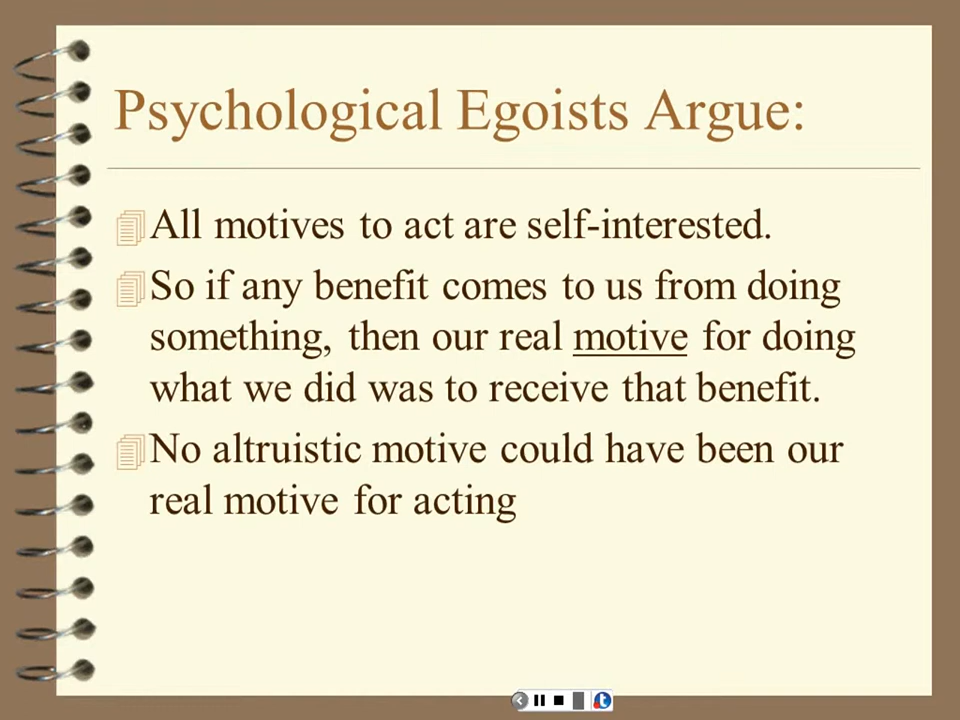 Psychological Egoists Argue:
All motives to act are self-interested.
So if any benefit comes to us from doing
something, then our real motive for doing
what we did was to receive that benefit.
No altruistic motive could have been our
real motive for acting